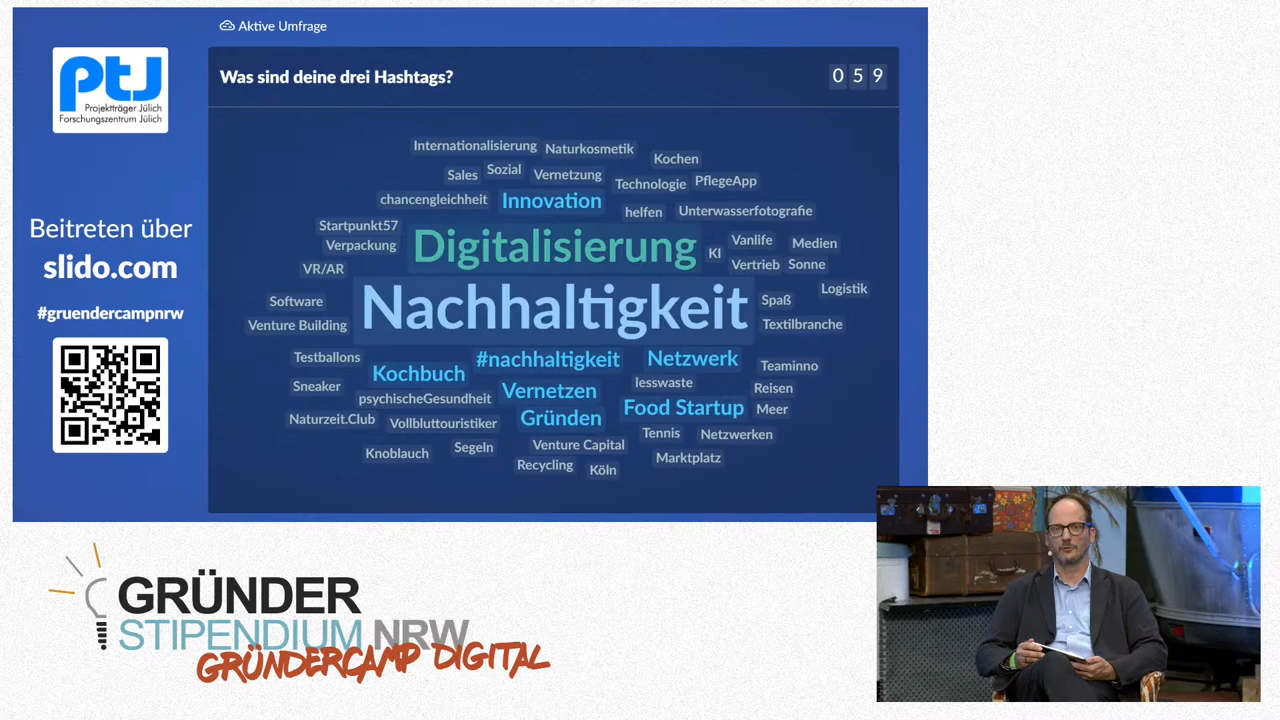 Aktive Umfrage
ptJ
Projektträger Jülich
Forschungszentrum Jülich
Beitreten über
slido.com
#gruendercampnrw
Was sind deine drei Hashtags?
0 5 9
Internationalisierung Naturkosmetik Kochen
Sales Sozial Vernetzung Technologie PflegeApp
chancengleichheit Innovation helfen Unterwasserfotografie
Startpunkt57
Verpackung Digitalisierung KI Vanlife Medien
VR/AR Vertrieb Sonne
Software Nachhaltigkeit Spaß Logistik
Venture Building Textilbranche
Testballons #nachhaltigkeit Netzwerk Teaminno
Sneaker Kochbuch Vernetzen lesswaste Reisen
psychischeGesundheit Food Startup Meer
Naturzeit.Club Vollbluttouristiker Gründen Tennis Netzwerken
Knoblauch Segeln Venture Capital Marktplatz
Recycling Köln
GRÜNDER
STIPENDIUM NRW
GRÜNDERCAMP DIGITAL